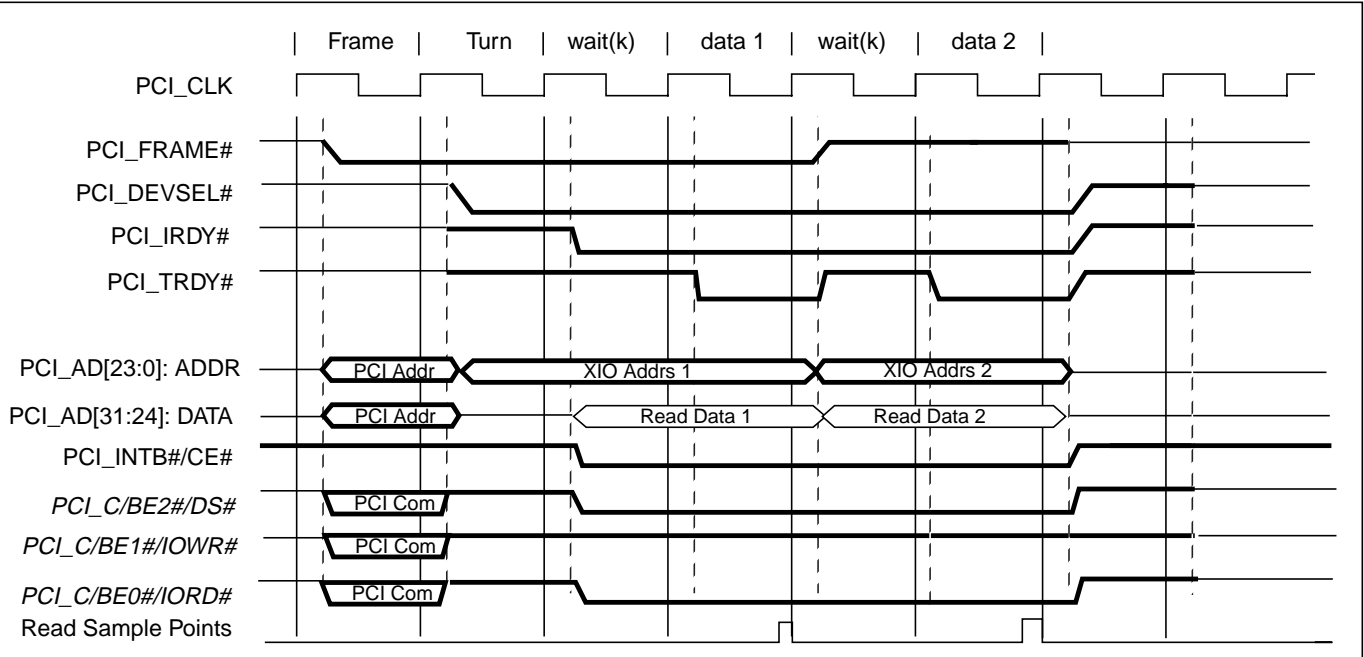 Frame | Turn | wait(k) | data 1 | wait(k) | data 2
PCI_CLK
PCI_FRAME#
PCI_DEVSEL#
PCI_IRDY#
PCI_TRDY#
PCI_AD[23:0]: ADDR PCI Addr XIO Addrs 1 XIO Addrs 2
PCI_AD[31:24]: DATA PCI Addr Read Data 1 Read Data 2
PCI_INTB#/CE#
PCI_C/BE2#/DS# PCI Com
PCI_C/BE1#/IOWR# PCI Com
PCI_C/BE0#/IORD# PCI Com
Read Sample Points